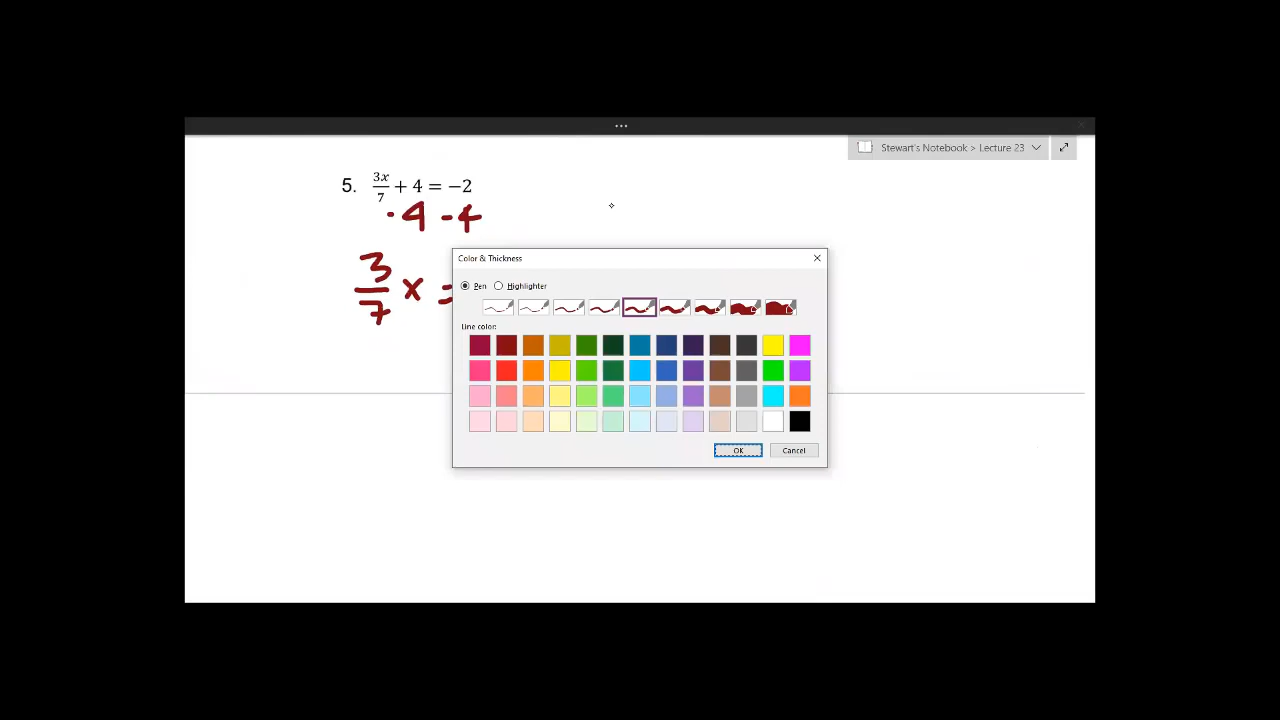 •••
Stewart's Notebook > Lecture 23
5. 3x/7 + 4 = −2
-4 -4
3/7 x =
Color & Thickness
Pen Highlighter
Line color:
OK Cancel